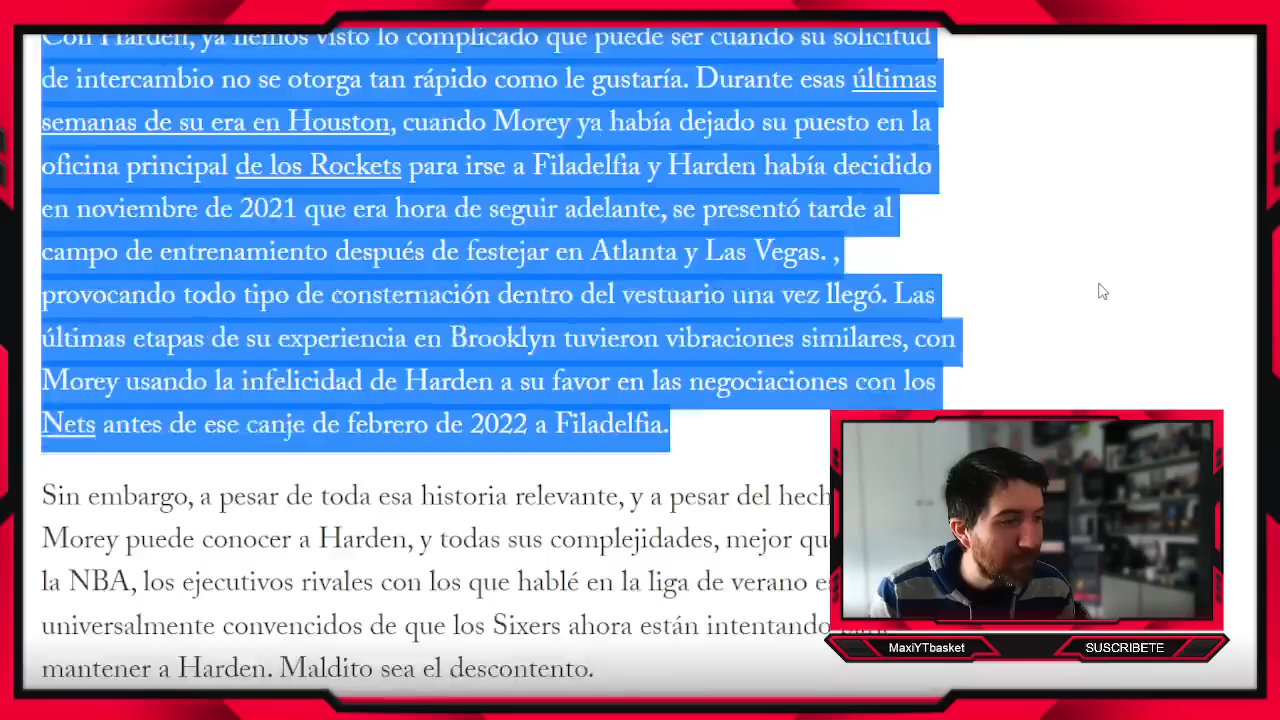 Con Harden, ya hemos visto lo complicado que puede ser cuando su solicitud
de intercambio no se otorga tan rápido como le gustaría. Durante esas últimas
semanas de su era en Houston, cuando Morey ya había dejado su puesto en la
oficina principal de los Rockets para irse a Filadelfia y Harden había decidido
en noviembre de 2021 que era hora de seguir adelante, se presentó tarde al
campo de entrenamiento después de festejar en Atlanta y Las Vegas. ,
provocando todo tipo de consternación dentro del vestuario una vez llegó. Las
últimas etapas de su experiencia en Brooklyn tuvieron vibraciones similares, con
Morey usando la infelicidad de Harden a su favor en las negociaciones con los
Nets antes de ese canje de febrero de 2022 a Filadelfia.
Sin embargo, a pesar de toda esa historia relevante, y a pesar del
Morey puede conocer a Harden, y todas sus complejidades, mejor
la NBA, los ejecutivos rivales con los que hablé en la liga de verano
universalmente convencidos de que los Sixers ahora están intentando
mantener a Harden. Maldito sea el descontento.
MaxiYTbasket
SUSCRIBETE